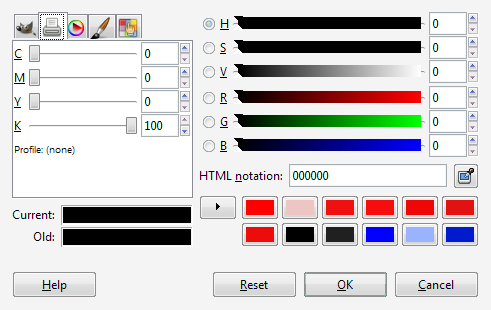 C 0
M 0
Y 0
K 100
Profile: (none)
Current:
Old:
H 0
S 0
V 0
R 0
G 0
B 0
HTML notation: 000000
Help
Reset
OK
Cancel